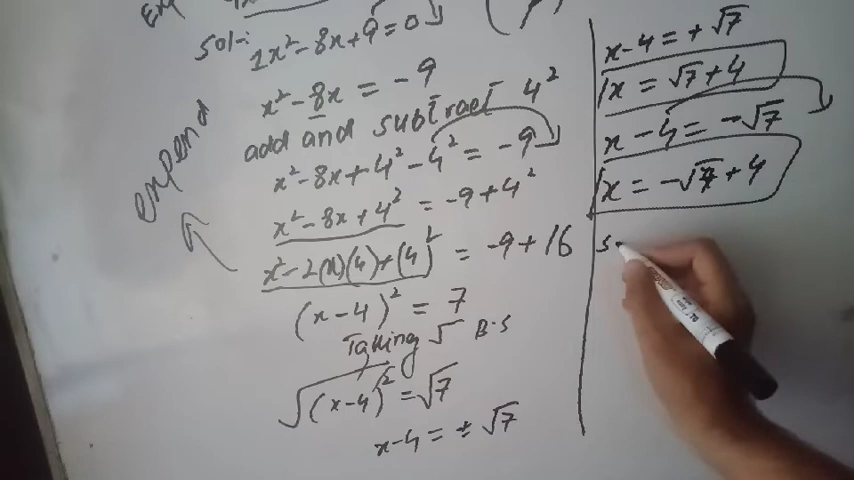 Sol:-
1x² - 8x + 9 = 0
x² - 8x = -9
add and subtract 4²
x² - 8x + 4² - 4² = -9
x² - 8x + 4² = -9 + 4²
x² - 2(x)(4) + (4)² = -9 + 16
(x - 4)² = 7
Taking √ B.S
√(x - 4)² = √7
x - 4 = ± √7
expend
x - 4 = + √7
x = √7 + 4
x - 4 = - √7
x = -√7 + 4
S